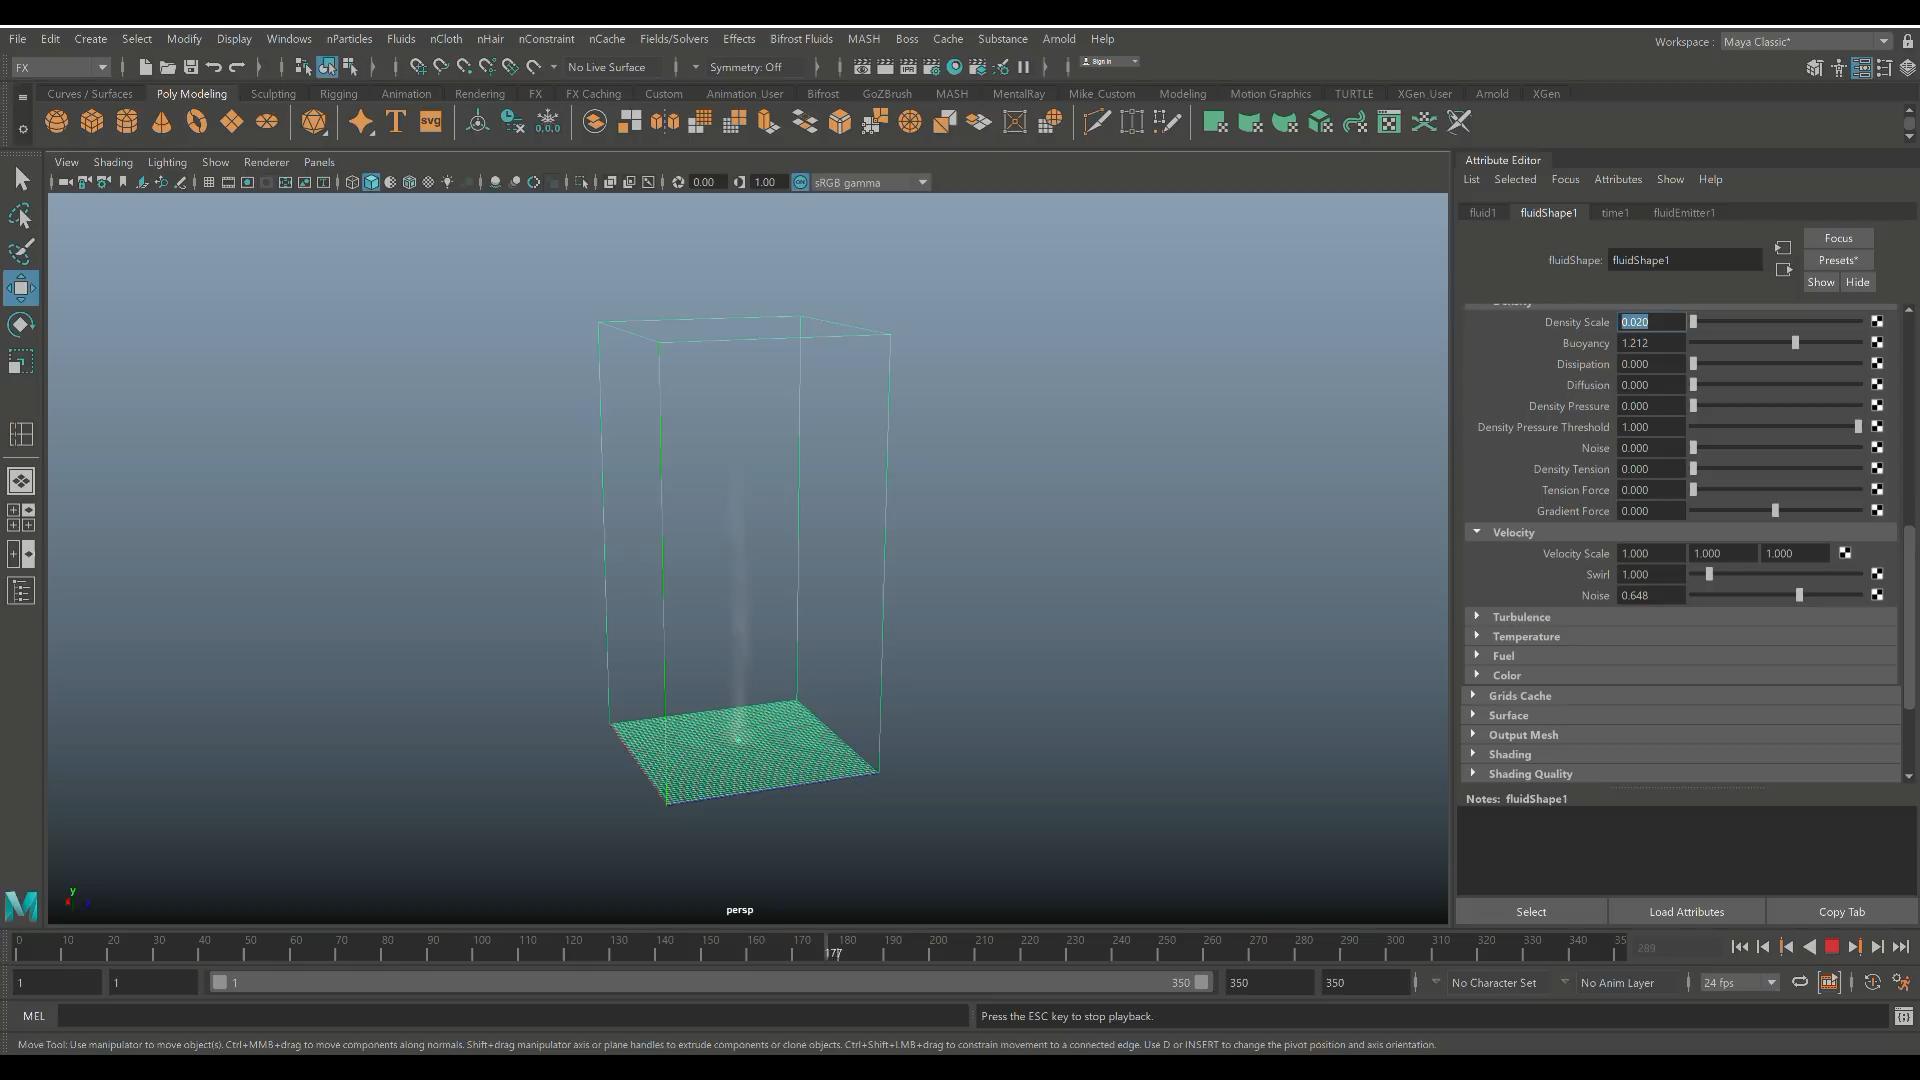 File Edit Create Select Modify Display Windows nParticles Fluids nCloth nHair nConstraint nCache Fields/Solvers Effects Bifrost Fluids MASH Boss Cache Substance Arnold Help
Workspace : Maya Classic*
FX No Live Surface Symmetry: Off Sign In
Curves / Surfaces Poly Modeling Sculpting Rigging Animation Rendering FX FX Caching Custom Animation_User Bifrost GoZBrush MASH MentalRay Mike_Custom Modeling Motion Graphics TURTLE XGen_User Arnold XGen
T svg 0,0,0
View Shading Lighting Show Renderer Panels
0.00 1.00 sRGB gamma
Attribute Editor
List Selected Focus Attributes Show Help
fluid1 fluidShape1 time1 fluidEmitter1
Focus
fluidShape: fluidShape1 Presets*
Show Hide
Density Scale 0.020
Buoyancy 1.212
Dissipation 0.000
Diffusion 0.000
Density Pressure 0.000
Density Pressure Threshold 1.000
Noise 0.000
Density Tension 0.000
Tension Force 0.000
Gradient Force 0.000
Velocity
Velocity Scale 1.000 1.000 1.000
Swirl 1.000
Noise 0.648
Turbulence
Temperature
Fuel
Color
Grids Cache
Surface
Output Mesh
Shading
Shading Quality
Notes: fluidShape1
y
persp
Select Load Attributes Copy Tab
0 10 20 30 40 50 60 70 80 90 100 110 120 130 140 150 160 170 180 190 200 210 220 230 240 250 260 270 280 290 300 310 320 330 340 35
177
289
1 1 1 350 350 350 No Character Set No Anim Layer 24 fps
MEL Press the ESC key to stop playback.
Move Tool: Use manipulator to move object(s). Ctrl+MMB+drag to move components along normals. Shift+drag manipulator axis or plane handles to extrude components or clone objects. Ctrl+Shift+LMB+drag to constrain movement to a connected edge. Use D or INSERT to change the pivot position and axis orientation.